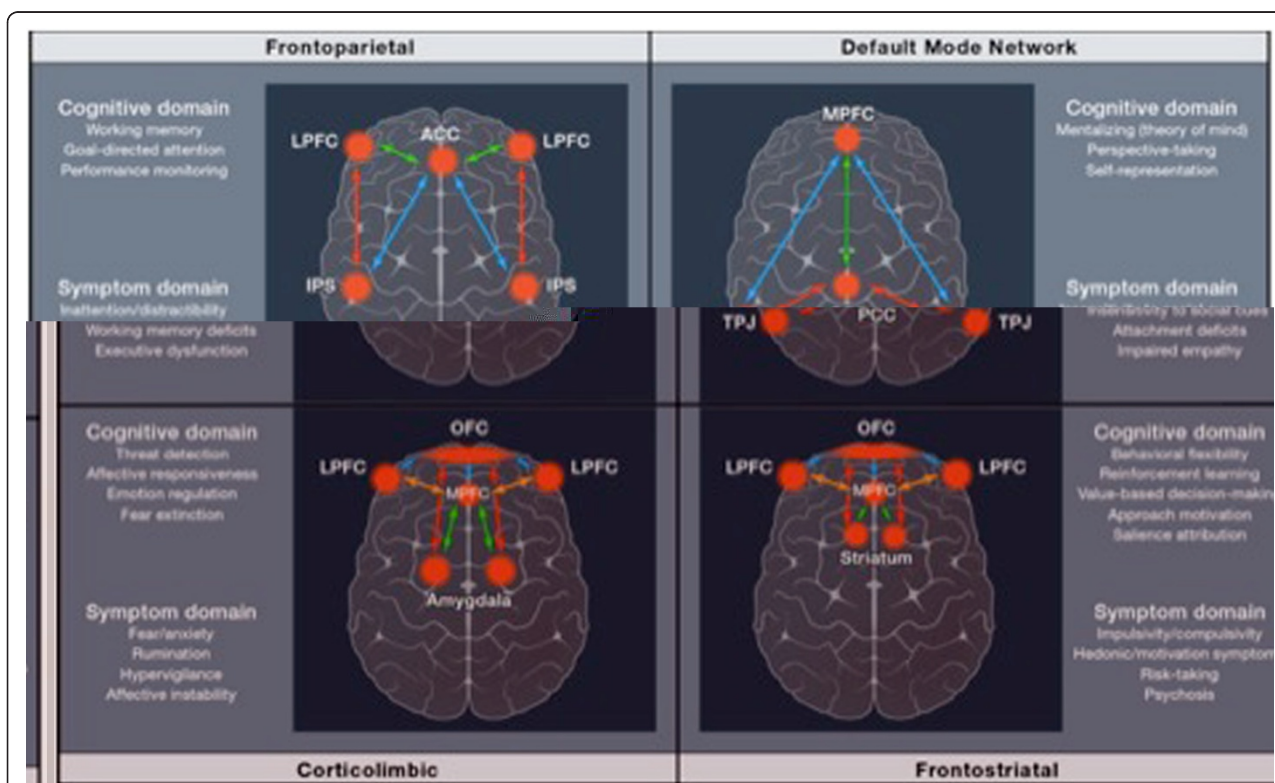 Frontoparietal
Default Mode Network
Cognitive domain
Working memory
Goal-directed attention
Performance monitoring
LPFC
ACC
LPFC
MPFC
Cognitive domain
Mentalizing (theory of mind)
Perspective-taking
Self-representation
Symptom domain
Inattention/distractibility
Working memory deficits
Executive dysfunction
IPS
IPS
TPJ
PCC
TPJ
Symptom domain
Insensitivity to social cues
Attachment deficits
Impaired empathy
Cognitive domain
Threat detection
Affective responsiveness
Emotion regulation
Fear extinction
OFC
LPFC
LPFC
MPFC
Amygdala
OFC
LPFC
LPFC
MPFC
Striatum
Cognitive domain
Behavioral flexibility
Reinforcement learning
Value-based decision-making
Approach motivation
Salience attribution
Symptom domain
Fear/anxiety
Rumination
Hypervigilance
Affective instability
Symptom domain
Impulsivity/compulsivity
Hedonic/motivation symptom
Risk-taking
Psychosis
Corticolimbic
Frontostriatal